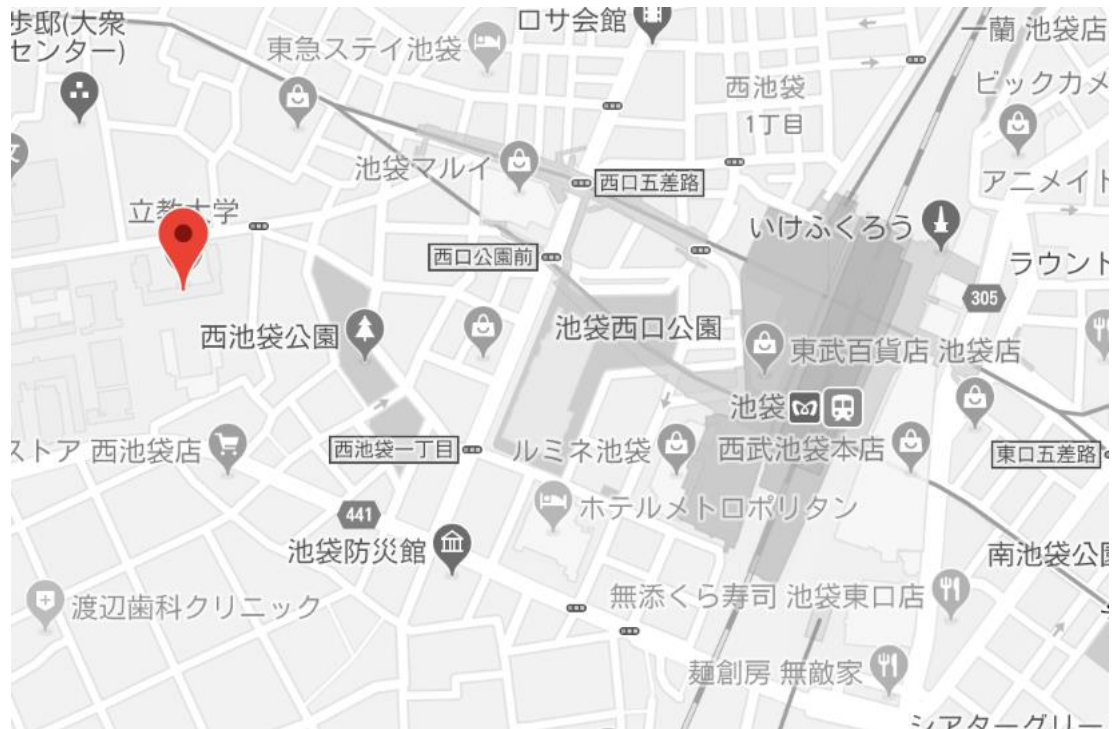 歩邸(大衆
センター)
ロサ会館
東急ステイ池袋
一蘭 池袋店
西池袋
1丁目
ビックカメ
池袋マルイ
西口五差路
アニメイト
立教大学
いけふくろう
西口公園前
ラウント
305
西池袋公園
池袋西口公園
東武百貨店 池袋店
池袋
ストア 西池袋店
西池袋一丁目
ルミネ池袋
西武池袋本店
東口五差路
441
ホテルメトロポリタン
池袋防災館
南池袋公園
渡辺歯科クリニック
無添くら寿司 池袋東口店
麺創房 無敵家
シアターグリー